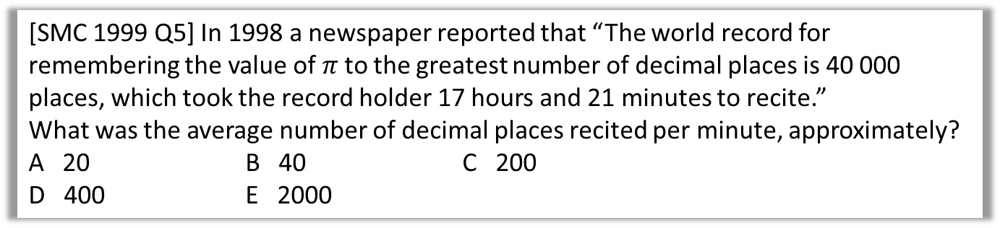 [SMC 1999 Q5] In 1998 a newspaper reported that “The world record for
remembering the value of 𝜋 to the greatest number of decimal places is 40 000
places, which took the record holder 17 hours and 21 minutes to recite.”
What was the average number of decimal places recited per minute, approximately?
A 20 B 40 C 200
D 400 E 2000